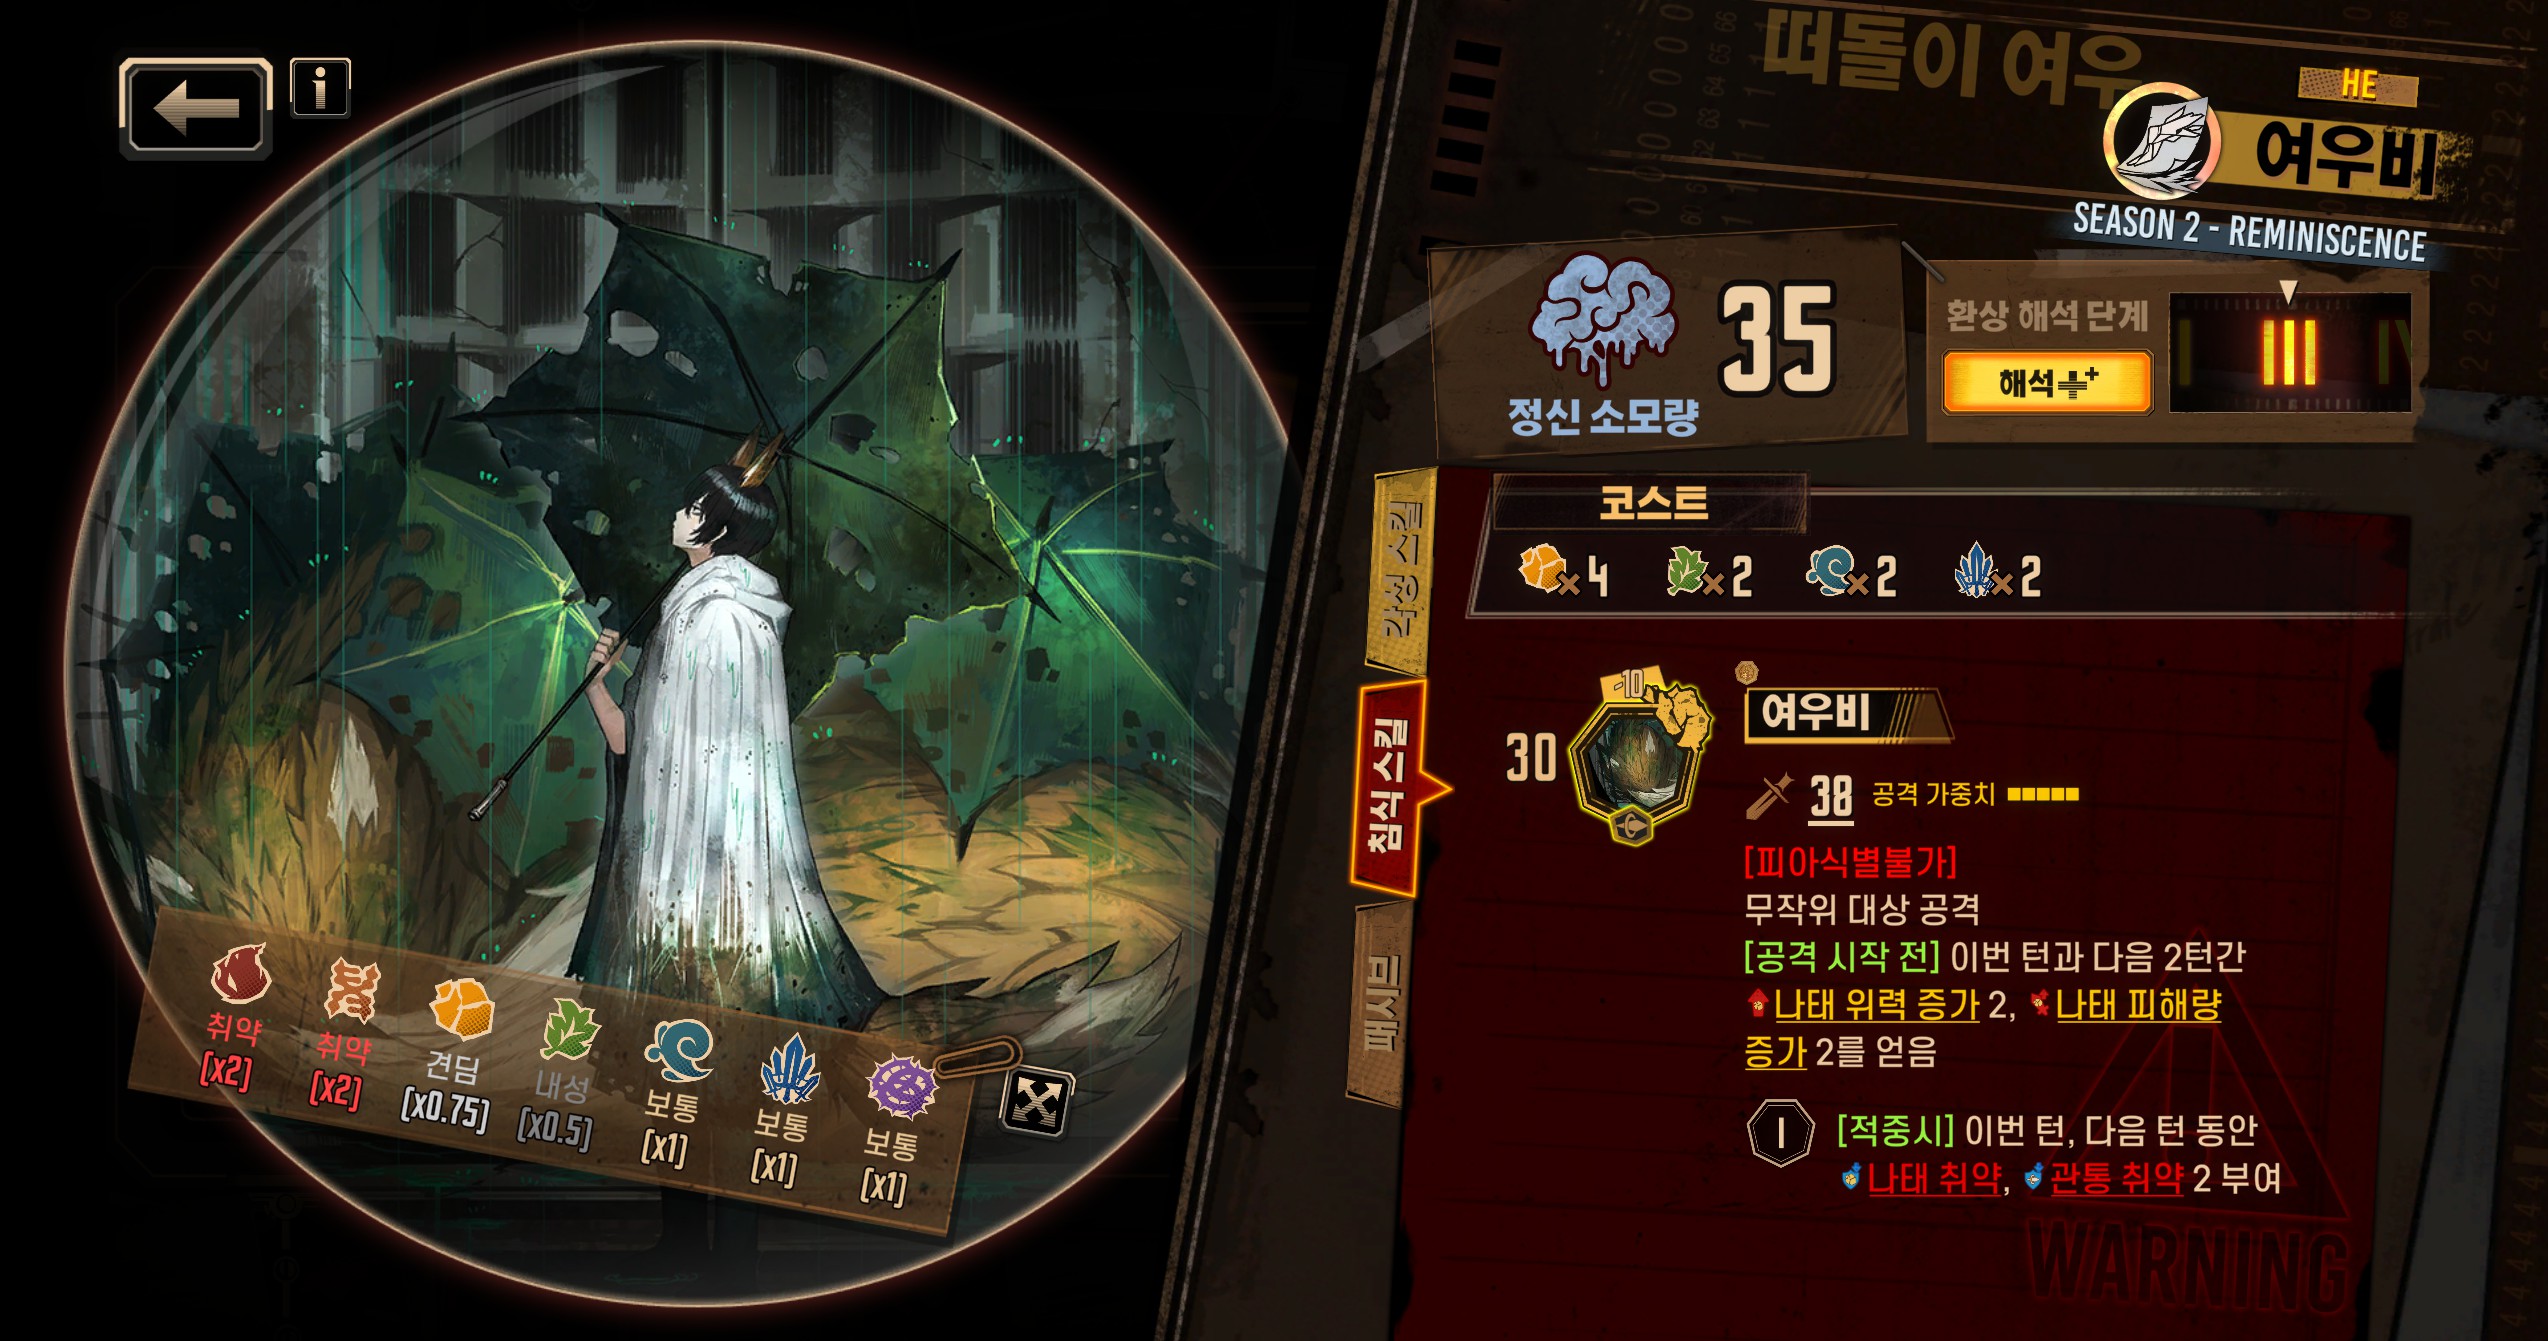 떠돌이 여우
HE
여우비
SEASON 2 - REMINISCENCE
35
정신 소모량
환상 해석 단계
해석
III
IV
코스트
×4
×2
×2
×2
각성 스킬
침식 스킬
패시브
-10
30
여우비
38 공격 가중치
[피아식별불가]
무작위 대상 공격
[공격 시작 전] 이번 턴과 다음 2턴간
나태 위력 증가 2, 나태 피해량
증가 2를 얻음
I
[적중시] 이번 턴, 다음 턴 동안
나태 취약, 관통 취약 2 부여
WARNING
취약 [x2]
취약 [x2]
견딤 [x0.75]
내성 [x0.5]
보통 [x1]
보통 [x1]
보통 [x1]